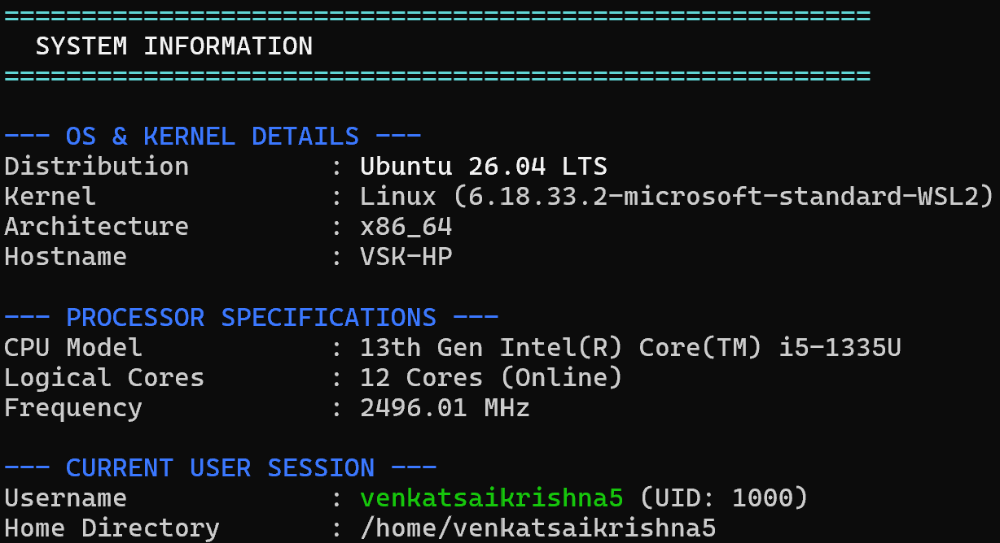 ========================================================
SYSTEM INFORMATION
========================================================
--- OS & KERNEL DETAILS ---
Distribution : Ubuntu 26.04 LTS
Kernel : Linux (6.18.33.2-microsoft-standard-WSL2)
Architecture : x86_64
Hostname : VSK-HP
--- PROCESSOR SPECIFICATIONS ---
CPU Model : 13th Gen Intel(R) Core(TM) i5-1335U
Logical Cores : 12 Cores (Online)
Frequency : 2496.01 MHz
--- CURRENT USER SESSION ---
Username : venkatsaikrishna5 (UID: 1000)
Home Directory : /home/venkatsaikrishna5